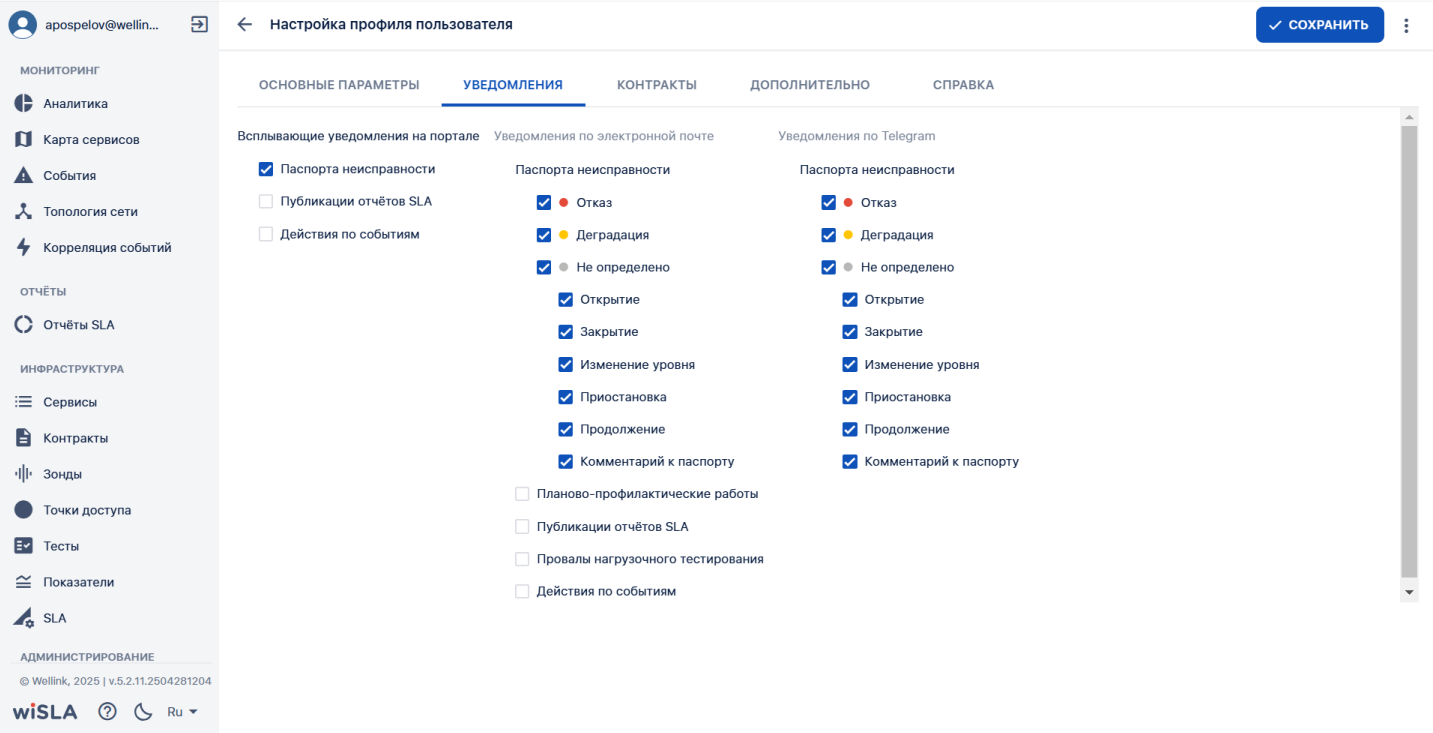 apospelov@wellin...
МОНИТОРИНГ
Аналитика
Карта сервисов
События
Топология сети
Корреляция событий
ОТЧЁТЫ
Отчёты SLA
ИНФРАСТРУКТУРА
Сервисы
Контракты
Зонды
Точки доступа
Тесты
Показатели
SLA
АДМИНИСТРИРОВАНИЕ
© Wellink, 2025 | v.5.2.11.2504281204
wiSLA
Ru
Настройка профиля пользователя
СОХРАНИТЬ
ОСНОВНЫЕ ПАРАМЕТРЫ
УВЕДОМЛЕНИЯ
КОНТРАКТЫ
ДОПОЛНИТЕЛЬНО
СПРАВКА
Всплывающие уведомления на портале
Паспорта неисправности
Публикации отчётов SLA
Действия по событиям
Уведомления по электронной почте
Паспорта неисправности
Отказ
Деградация
Не определено
Открытие
Закрытие
Изменение уровня
Приостановка
Продолжение
Комментарий к паспорту
Планово-профилактические работы
Публикации отчётов SLA
Провалы нагрузочного тестирования
Действия по событиям
Уведомления по Telegram
Паспорта неисправности
Отказ
Деградация
Не определено
Открытие
Закрытие
Изменение уровня
Приостановка
Продолжение
Комментарий к паспорту